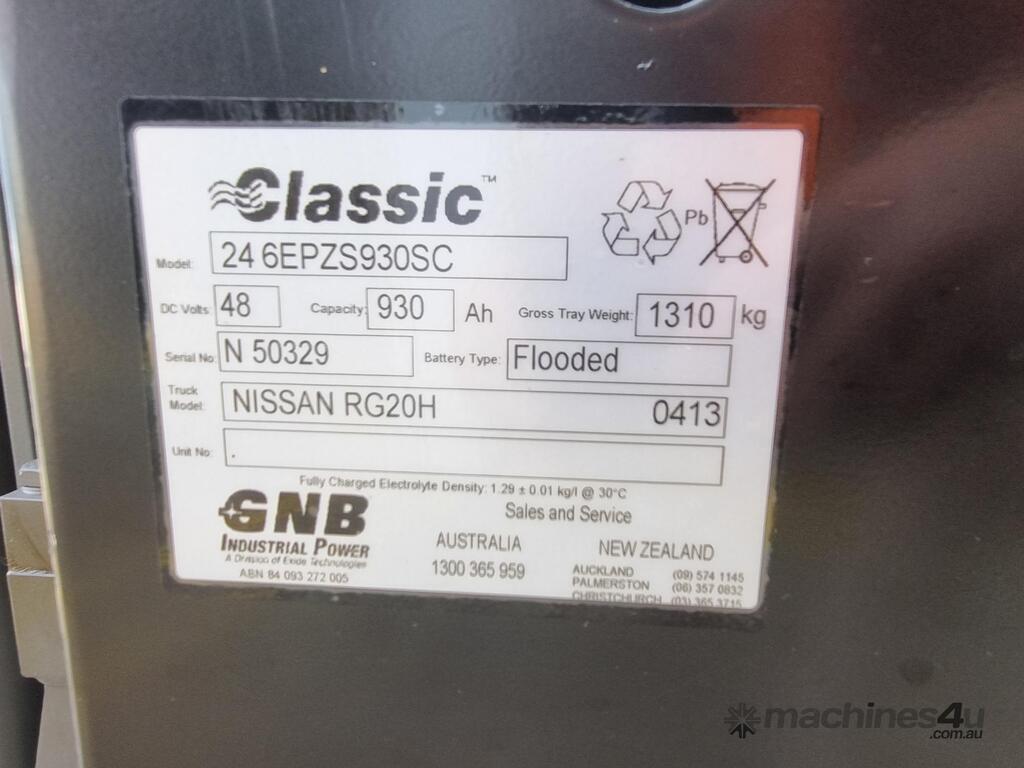 Classic™
Pb
Model: 24 6EPZS930SC
DC Volts: 48 Capacity: 930 Ah Gross Tray Weight: 1310 kg
Serial No: N 50329 Battery Type: Flooded
Truck Model: NISSAN RG20H 0413
Unit No: .
Fully Charged Electrolyte Density: 1.29 ± 0.01 kg/l @ 30°C
GNB
INDUSTRIAL POWER
A Division of Exide Technologies
ABN 84 093 272 005
Sales and Service
AUSTRALIA
1300 365 959
NEW ZEALAND
AUCKLAND (09) 574 1145
PALMERSTON (06) 357 0832
CHRISTCHURCH (03) 365 3715
machines4u
.com.au